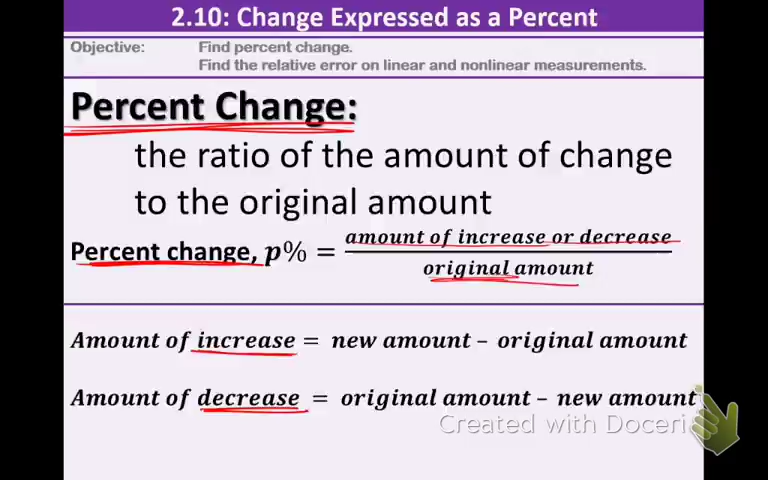 2.10: Change Expressed as a Percent
Objective: Find percent change.
Find the relative error on linear and nonlinear measurements.
Percent Change:
the ratio of the amount of change
to the original amount
Percent change, p% = amount of increase or decrease
original amount
Amount of increase = new amount – original amount
Amount of decrease = original amount – new amount
Created with Doceri